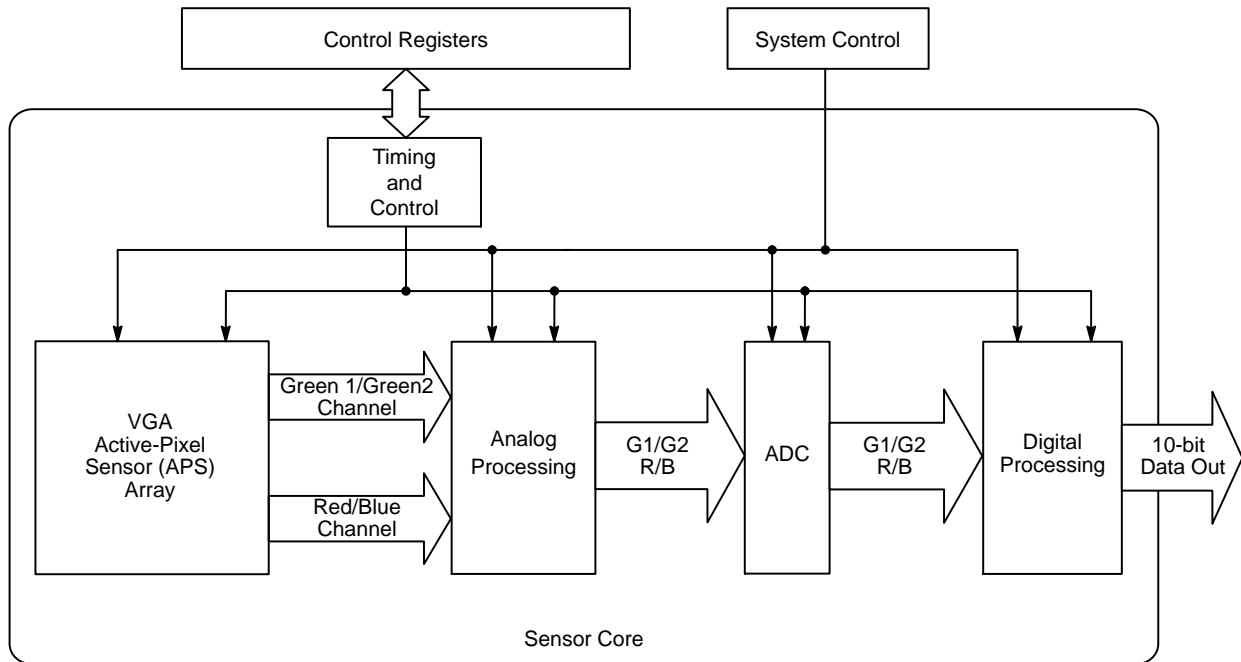 Control Registers
System Control
Timing
and
Control
Green 1/Green2
Channel
VGA
Active-Pixel
Sensor (APS)
Array
Red/Blue
Channel
Analog
Processing
G1/G2
R/B
ADC
G1/G2
R/B
Digital
Processing
10-bit
Data Out
Sensor Core